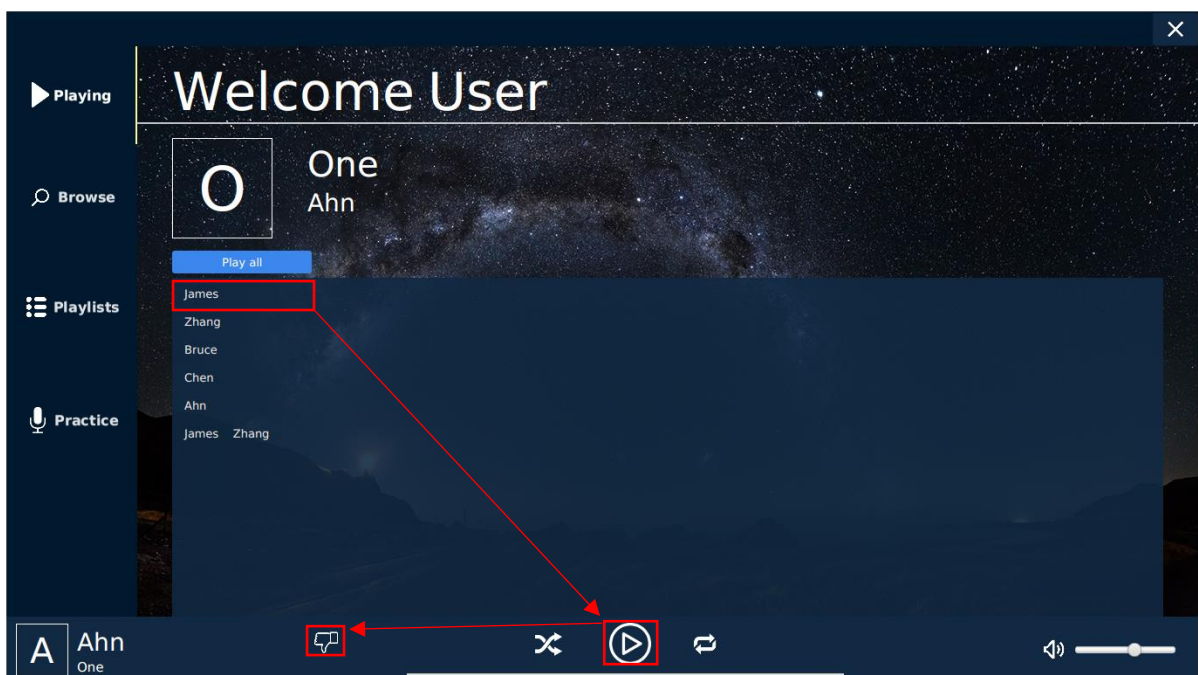 Welcome User
Playing
O
One
Ahn
Browse
Play all
James
Zhang
Bruce
Chen
Ahn
James Zhang
Playlists
Practice
A
Ahn
One